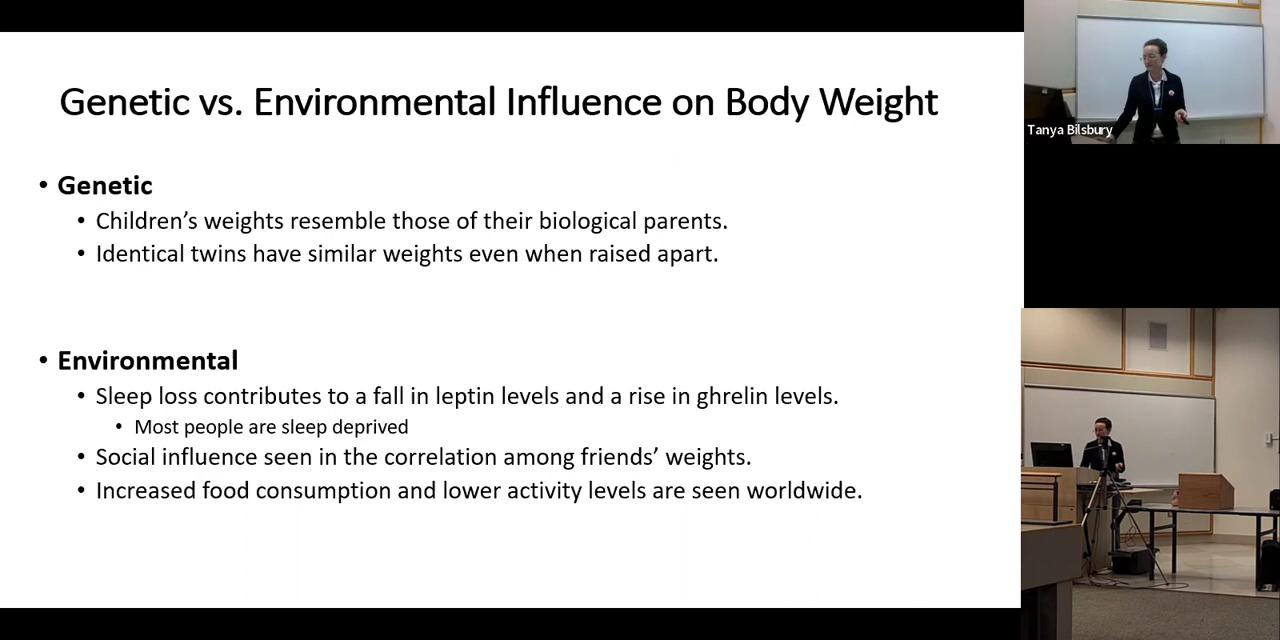 Genetic vs. Environmental Influence on Body Weight
• Genetic
• Children’s weights resemble those of their biological parents.
• Identical twins have similar weights even when raised apart.
• Environmental
• Sleep loss contributes to a fall in leptin levels and a rise in ghrelin levels.
• Most people are sleep deprived
• Social influence seen in the correlation among friends’ weights.
• Increased food consumption and lower activity levels are seen worldwide.
Tanya Bilsbury